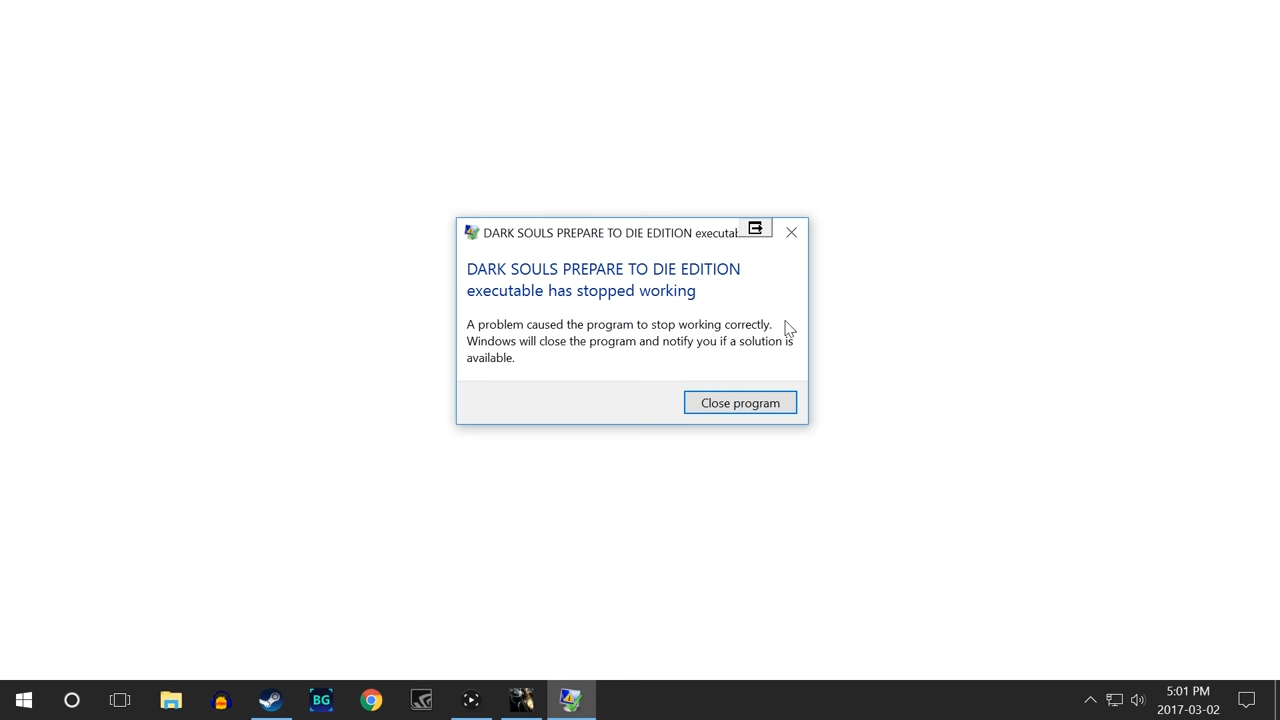 DARK SOULS PREPARE TO DIE EDITION executab
DARK SOULS PREPARE TO DIE EDITION
executable has stopped working
A problem caused the program to stop working correctly.
Windows will close the program and notify you if a solution is
available.
Close program
BG
5:01 PM
2017-03-02